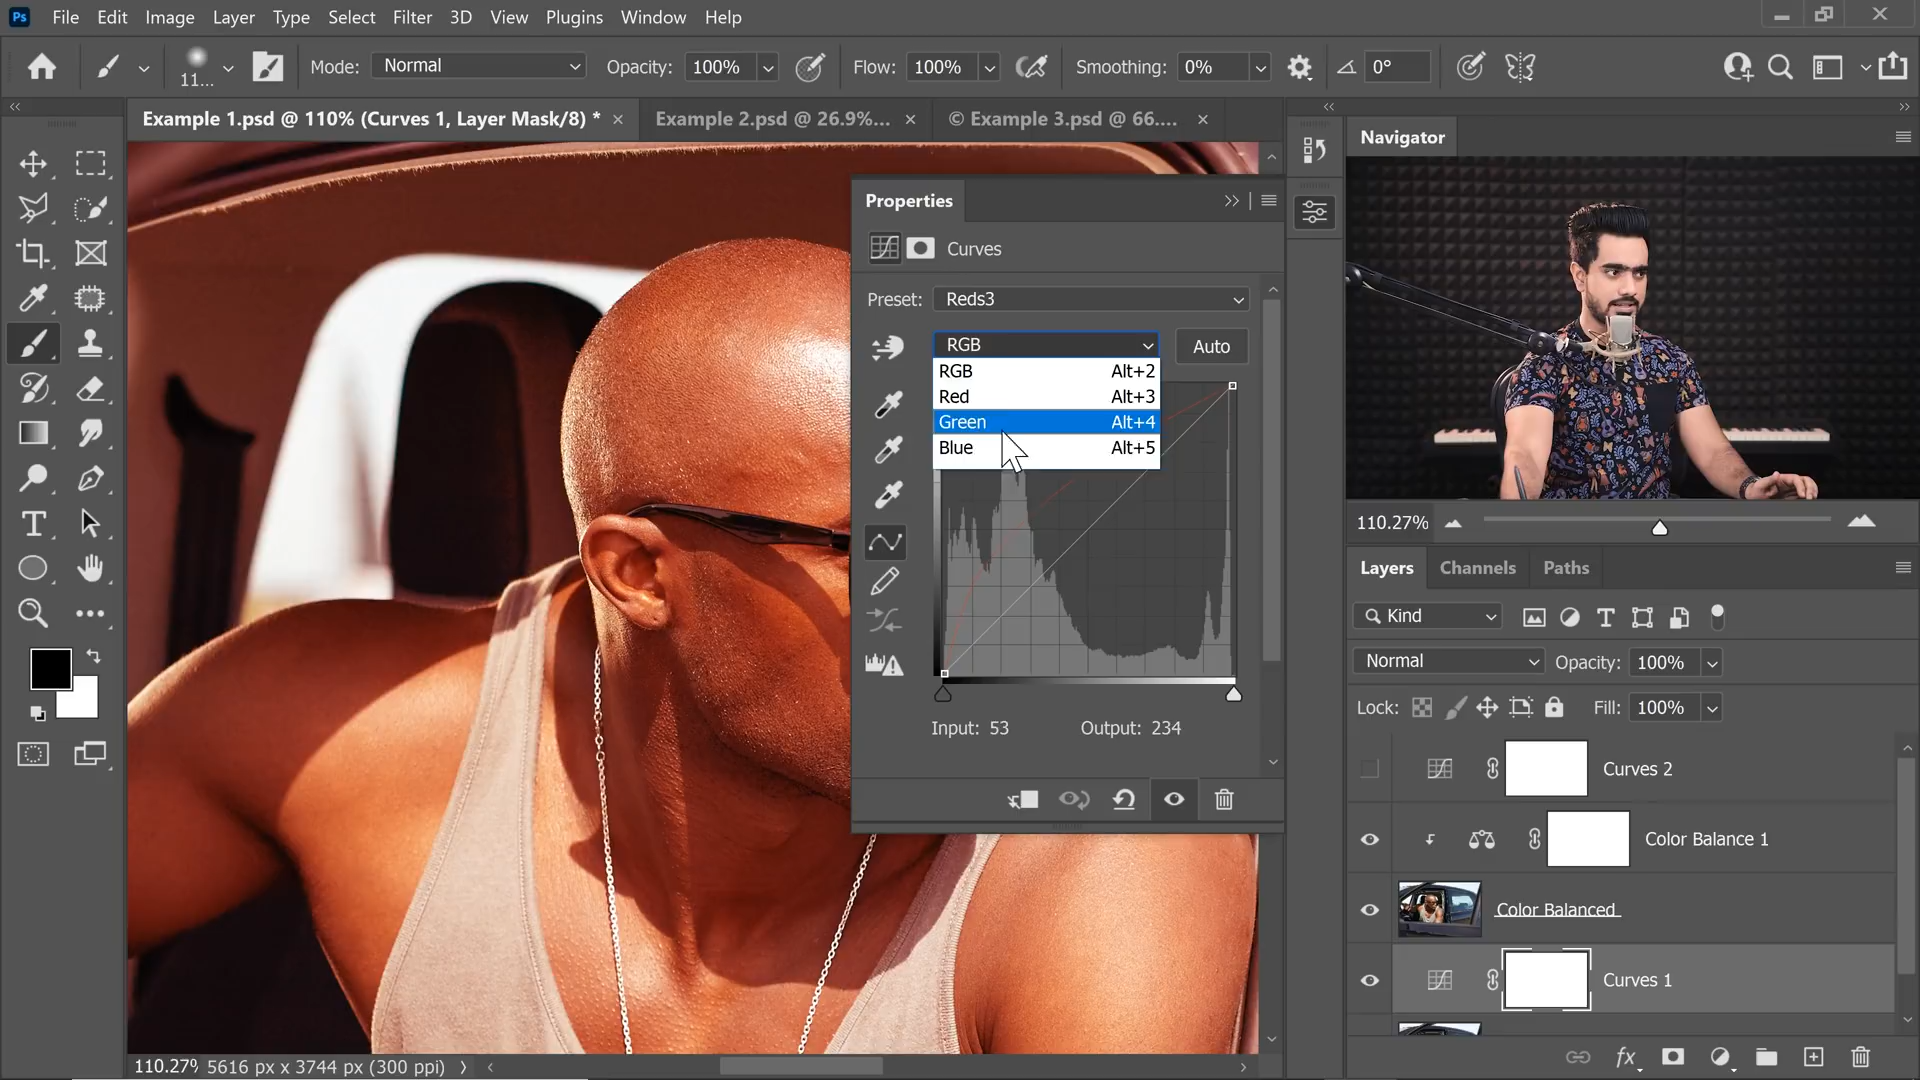 Ps File Edit Image Layer Type Select Filter 3D View Plugins Window Help
11... Mode: Normal Opacity: 100% Flow: 100% Smoothing: 0% 0°
Example 1.psd @ 110% (Curves 1, Layer Mask/8) * × Example 2.psd @ 26.9%... × © Example 3.psd @ 66.... ×
Properties
Curves
Preset: Reds3
RGB Auto
RGB Alt+2
Red Alt+3
Green Alt+4
Blue Alt+5
Input: 53 Output: 234
110.27% 5616 px x 3744 px (300 ppi)
Navigator
110.27%
Layers Channels Paths
Kind
Normal Opacity: 100%
Lock: Fill: 100%
Curves 2
Color Balance 1
Color Balanced
Curves 1
fx